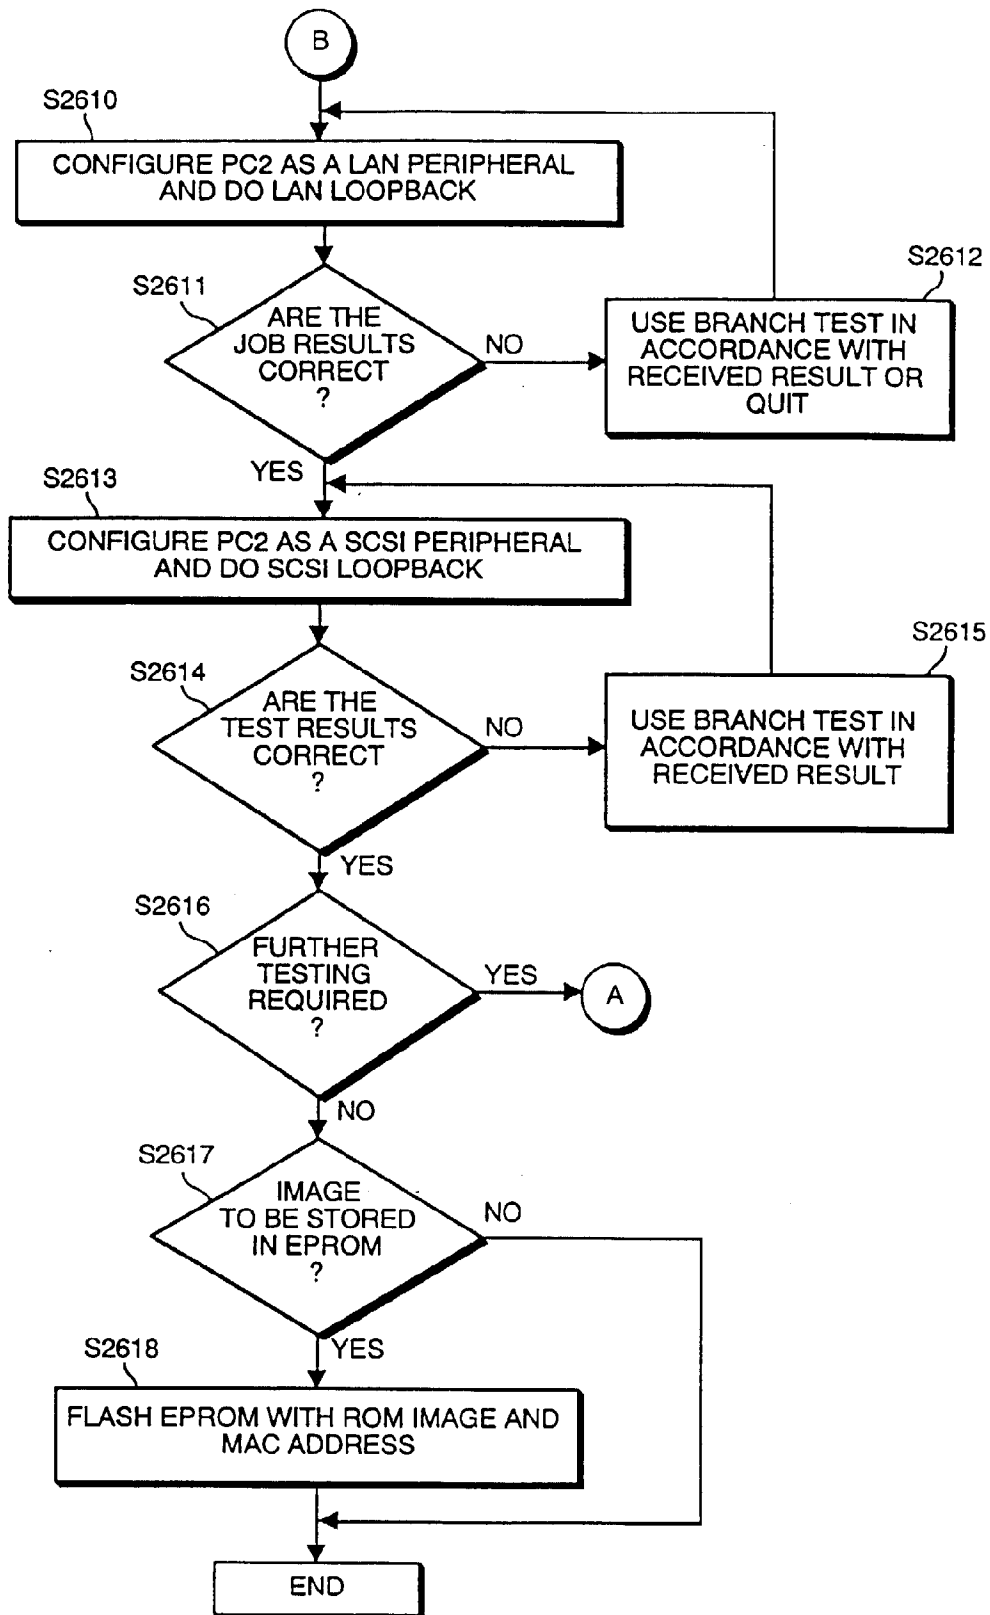 B
S2610
CONFIGURE PC2 AS A LAN PERIPHERAL
AND DO LAN LOOPBACK
S2611
ARE THE
JOB RESULTS
CORRECT
?
NO
S2612
USE BRANCH TEST IN
ACCORDANCE WITH
RECEIVED RESULT OR
QUIT
YES
S2613
CONFIGURE PC2 AS A SCSI PERIPHERAL
AND DO SCSI LOOPBACK
S2614
ARE THE
TEST RESULTS
CORRECT
?
NO
S2615
USE BRANCH TEST IN
ACCORDANCE WITH
RECEIVED RESULT
YES
S2616
FURTHER
TESTING
REQUIRED
?
YES
A
NO
S2617
IMAGE
TO BE STORED
IN EPROM
?
NO
YES
S2618
FLASH EPROM WITH ROM IMAGE AND
MAC ADDRESS
END